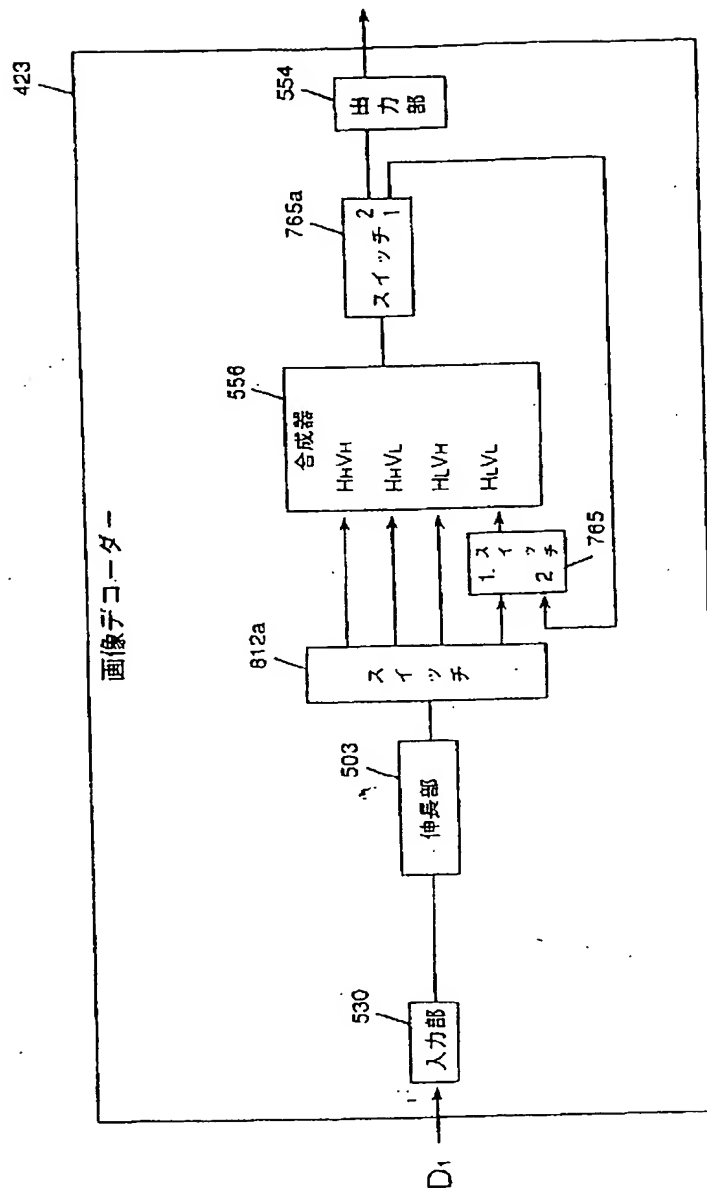 画像デコーダー
423
D₁
530
入力部
503
伸長部
812a
スイッチ
1.スイッチ
2
765
556
合成器
HHVH
HHVL
HLVH
HLVL
765a
スイッチ
2
1
554
出力部